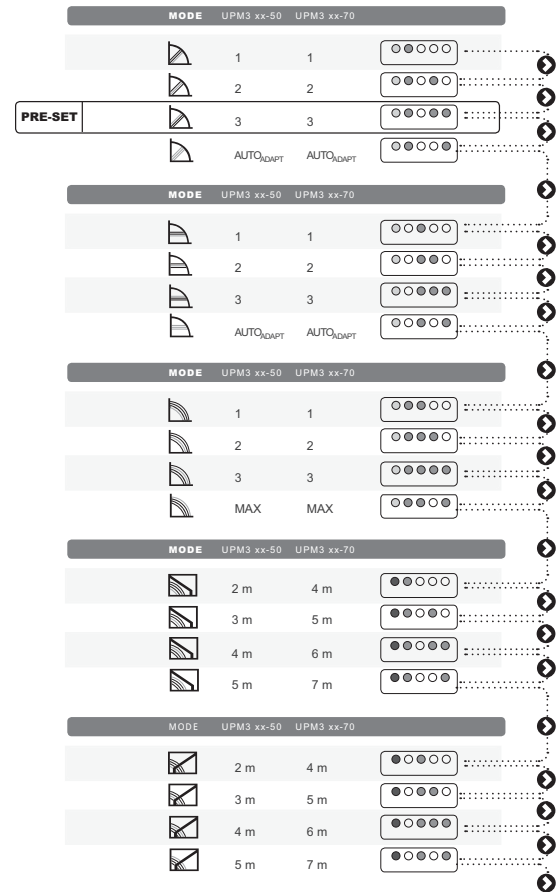 MODE UPM3 xx-50 UPM3 xx-70
1 1
2 2
PRE-SET 3 3
AUTOADAPT AUTOADAPT
MODE UPM3 xx-50 UPM3 xx-70
1 1
2 2
3 3
AUTOADAPT AUTOADAPT
MODE UPM3 xx-50 UPM3 xx-70
1 1
2 2
3 3
MAX MAX
MODE UPM3 xx-50 UPM3 xx-70
2 m 4 m
3 m 5 m
4 m 6 m
5 m 7 m
MODE UPM3 xx-50 UPM3 xx-70
2 m 4 m
3 m 5 m
4 m 6 m
5 m 7 m